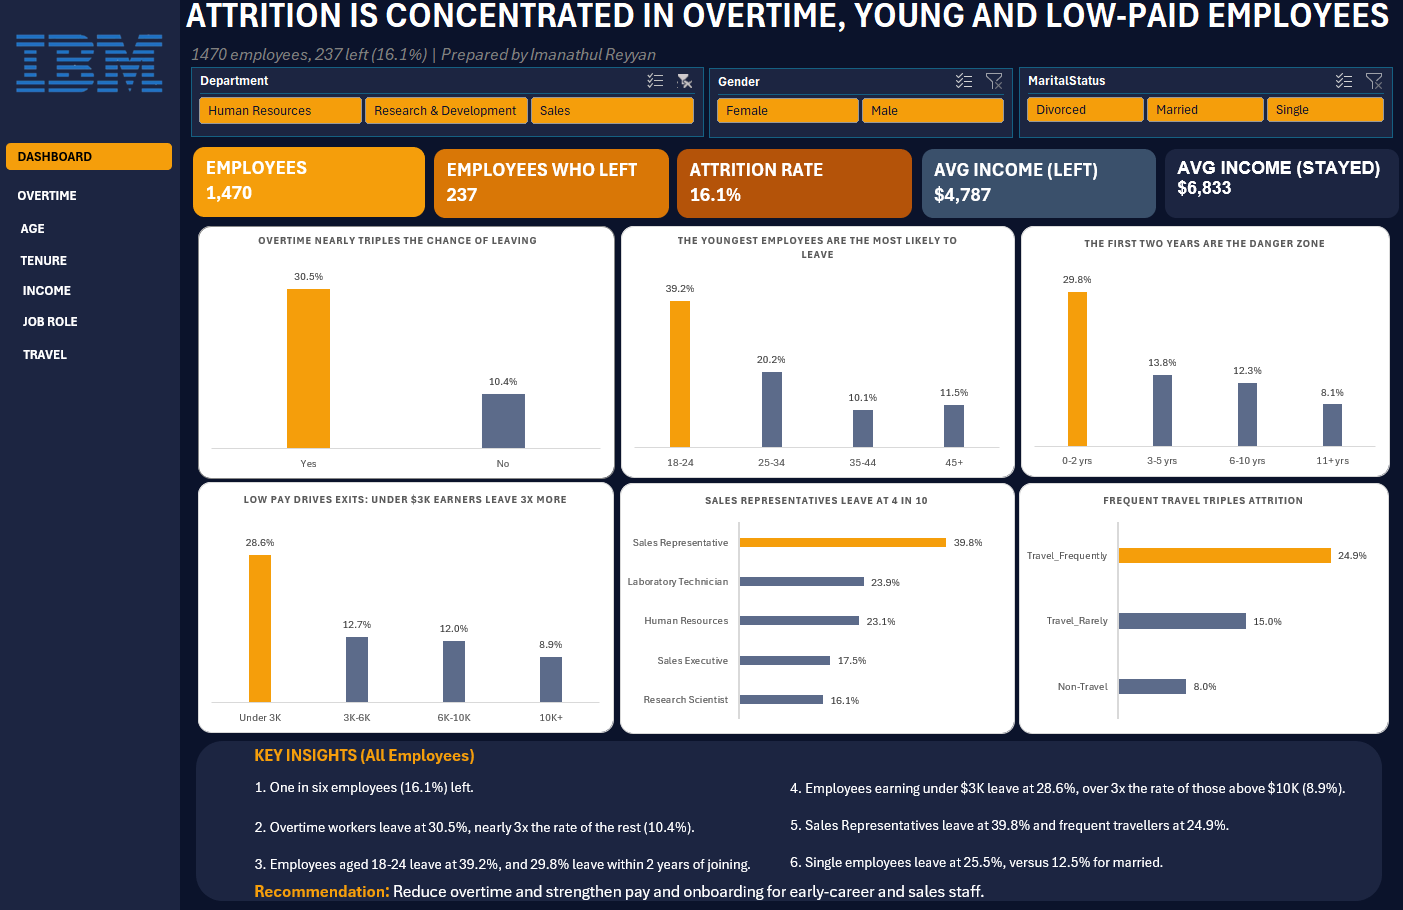 ATTRITION IS CONCENTRATED IN OVERTIME, YOUNG AND LOW-PAID EMPLOYEES
IBM
1470 employees, 237 left (16.1%) | Prepared by Imanathul Reyyan
Department
Human Resources
Research & Development
Sales
Gender
Female
Male
MaritalStatus
Divorced
Married
Single
DASHBOARD
OVERTIME
AGE
TENURE
INCOME
JOB ROLE
TRAVEL
EMPLOYEES
1,470
EMPLOYEES WHO LEFT
237
ATTRITION RATE
16.1%
AVG INCOME (LEFT)
$4,787
AVG INCOME (STAYED)
$6,833
OVERTIME NEARLY TRIPLES THE CHANCE OF LEAVING
30.5%
10.4%
Yes
No
THE YOUNGEST EMPLOYEES ARE THE MOST LIKELY TO
LEAVE
39.2%
20.2%
10.1%
11.5%
18-24
25-34
35-44
45+
THE FIRST TWO YEARS ARE THE DANGER ZONE
29.8%
13.8%
12.3%
8.1%
0-2 yrs
3-5 yrs
6-10 yrs
11+ yrs
LOW PAY DRIVES EXITS: UNDER $3K EARNERS LEAVE 3X MORE
28.6%
12.7%
12.0%
8.9%
Under 3K
3K-6K
6K-10K
10K+
SALES REPRESENTATIVES LEAVE AT 4 IN 10
Sales Representative 39.8%
Laboratory Technician 23.9%
Human Resources 23.1%
Sales Executive 17.5%
Research Scientist 16.1%
FREQUENT TRAVEL TRIPLES ATTRITION
Travel_Frequently 24.9%
Travel_Rarely 15.0%
Non-Travel 8.0%
KEY INSIGHTS (All Employees)
1. One in six employees (16.1%) left.
2. Overtime workers leave at 30.5%, nearly 3x the rate of the rest (10.4%).
3. Employees aged 18-24 leave at 39.2%, and 29.8% leave within 2 years of joining.
4. Employees earning under $3K leave at 28.6%, over 3x the rate of those above $10K (8.9%).
5. Sales Representatives leave at 39.8% and frequent travellers at 24.9%.
6. Single employees leave at 25.5%, versus 12.5% for married.
Recommendation: Reduce overtime and strengthen pay and onboarding for early-career and sales staff.